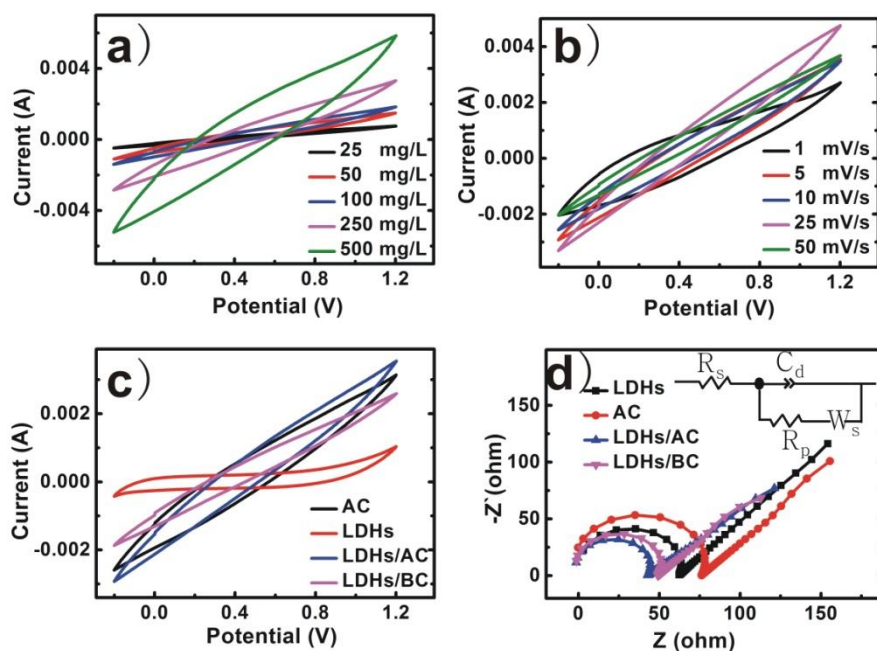 a)
Current (A)
0.006
0.004
0.000
-0.004
25 mg/L
50 mg/L
100 mg/L
250 mg/L
500 mg/L
0.0 0.4 0.8 1.2
Potential (V)
b)
Current (A)
0.004
0.002
0.000
-0.002
1 mV/s
5 mV/s
10 mV/s
25 mV/s
50 mV/s
0.0 0.4 0.8 1.2
Potential (V)
c)
Current (A)
0.002
0.000
-0.002
AC
LDHs
LDHs/AC
LDHs/BC
0.0 0.4 0.8 1.2
Potential (V)
d)
-Z` (ohm)
150
100
50
0
LDHs
AC
LDHs/AC
LDHs/BC
Rs Cd
Rp Ws
0 50 100 150
Z (ohm)